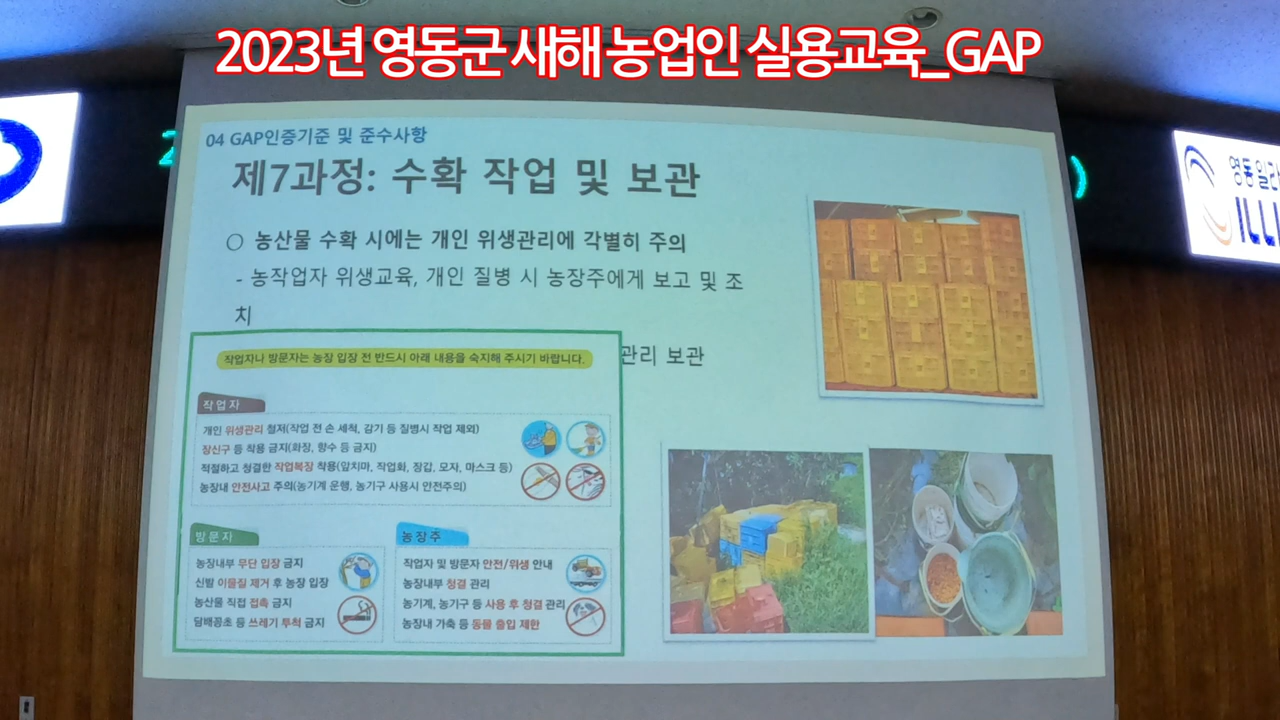 2023년 영동군 새해 농업인 실용교육_GAP
04 GAP인증기준 및 준수사항
제7과정: 수확 작업 및 보관
○ 농산물 수확 시에는 개인 위생관리에 각별히 주의
- 농작업자 위생교육, 개인 질병 시 농장주에게 보고 및 조
치
관리 보관
작업자나 방문자는 농장 입장 전 반드시 아래 내용을 숙지해 주시기 바랍니다.
작업자
개인 위생관리 철저(작업 전 손 세척, 감기 등 질병시 작업 제외)
장신구 등 착용 금지(화장, 향수 등 금지)
적절하고 청결한 작업복장 착용(앞치마, 작업화, 장갑, 모자, 마스크 등)
농장내 안전사고 주의(농기계 운행, 농기구 사용시 안전주의)
방문자
농장내부 무단 입장 금지
신발 이물질 제거 후 농장 입장
농산물 직접 접촉 금지
담배꽁초 등 쓰레기 투척 금지
농장주
작업자 및 방문자 안전/위생 안내
농장내부 청결 관리
농기계, 농기구 등 사용 후 청결 관리
농장내 가축 등 동물 출입 제한
영동 일라
ILLI